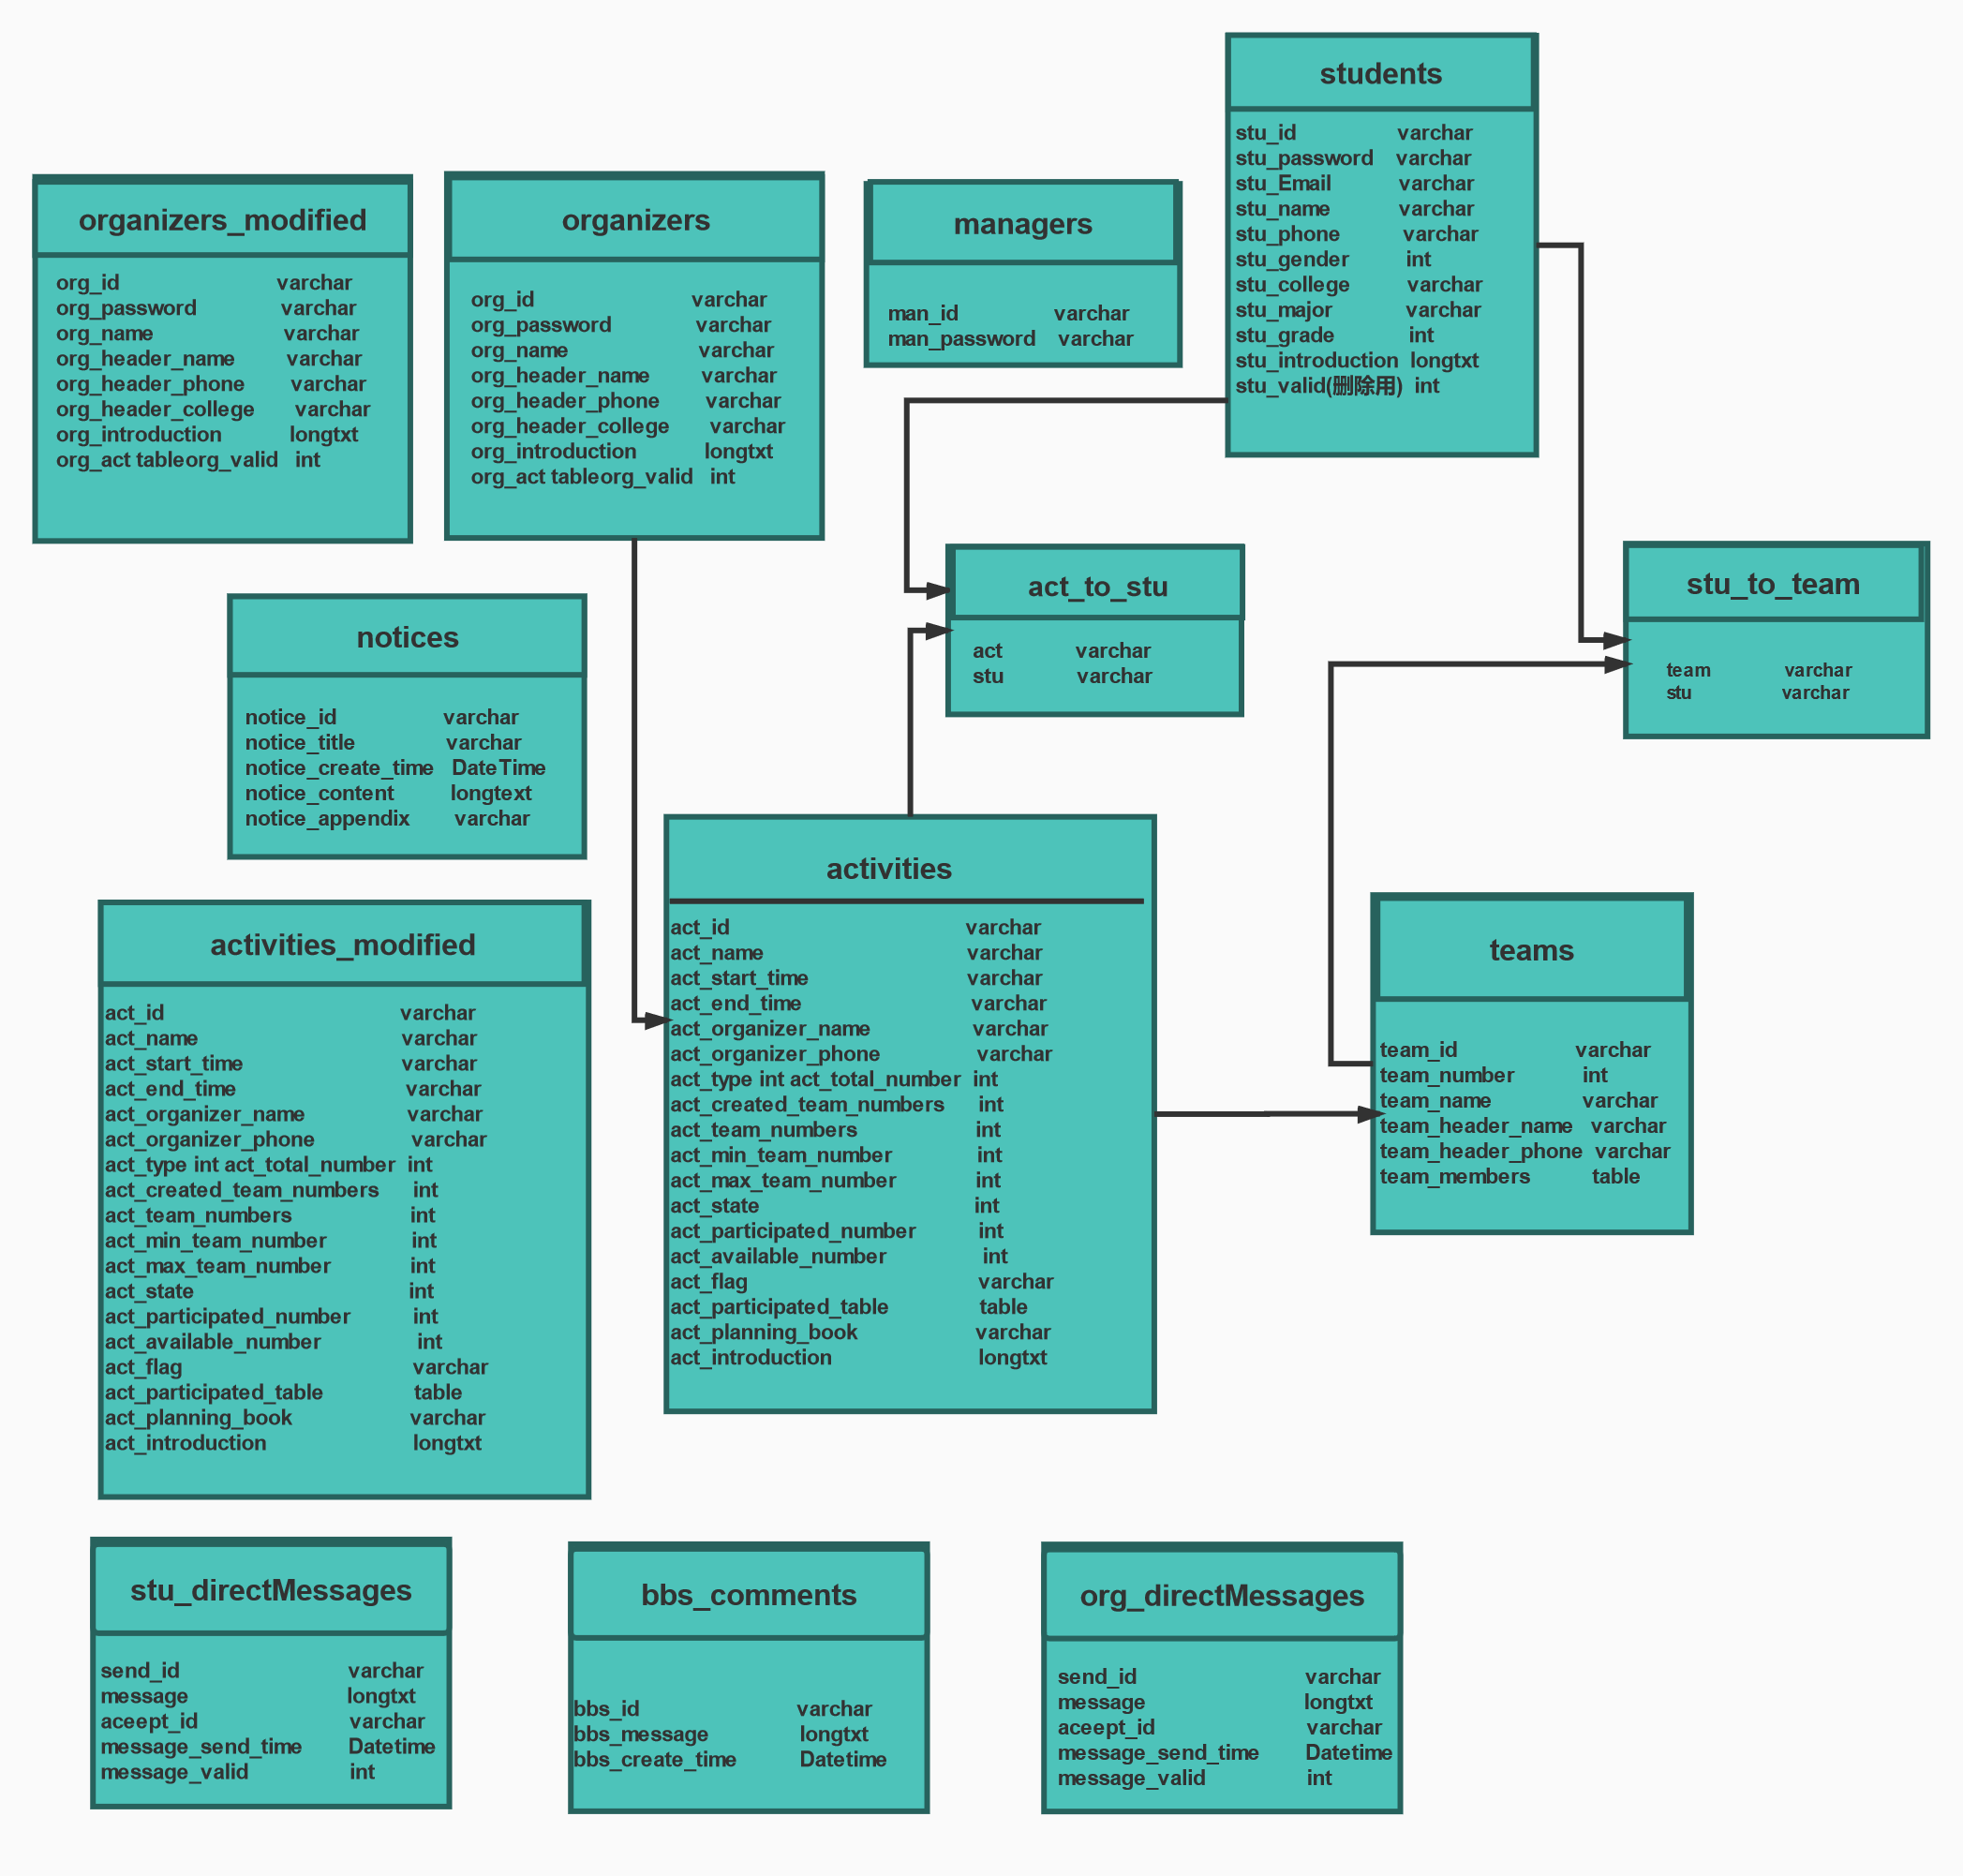 students
stu_id varchar
stu_password varchar
stu_Email varchar
stu_name varchar
stu_phone varchar
stu_gender int
stu_college varchar
stu_major varchar
stu_grade int
stu_introduction longtxt
stu_valid(删除用) int
organizers_modified
org_id varchar
org_password varchar
org_name varchar
org_header_name varchar
org_header_phone varchar
org_header_college varchar
org_introduction longtxt
org_act tableorg_valid int
organizers
org_id varchar
org_password varchar
org_name varchar
org_header_name varchar
org_header_phone varchar
org_header_college varchar
org_introduction longtxt
org_act tableorg_valid int
managers
man_id varchar
man_password varchar
act_to_stu
act varchar
stu varchar
stu_to_team
team varchar
stu varchar
notices
notice_id varchar
notice_title varchar
notice_create_time DateTime
notice_content longtext
notice_appendix varchar
activities
act_id varchar
act_name varchar
act_start_time varchar
act_end_time varchar
act_organizer_name varchar
act_organizer_phone varchar
act_type int act_total_number int
act_created_team_numbers int
act_team_numbers int
act_min_team_number int
act_max_team_number int
act_state int
act_participated_number int
act_available_number int
act_flag varchar
act_participated_table table
act_planning_book varchar
act_introduction longtxt
teams
team_id varchar
team_number int
team_name varchar
team_header_name varchar
team_header_phone varchar
team_members table
activities_modified
act_id varchar
act_name varchar
act_start_time varchar
act_end_time varchar
act_organizer_name varchar
act_organizer_phone varchar
act_type int act_total_number int
act_created_team_numbers int
act_team_numbers int
act_min_team_number int
act_max_team_number int
act_state int
act_participated_number int
act_available_number int
act_flag varchar
act_participated_table table
act_planning_book varchar
act_introduction longtxt
stu_directMessages
send_id varchar
message longtxt
aceept_id varchar
message_send_time Datetime
message_valid int
bbs_comments
bbs_id varchar
bbs_message longtxt
bbs_create_time Datetime
org_directMessages
send_id varchar
message longtxt
aceept_id varchar
message_send_time Datetime
message_valid int